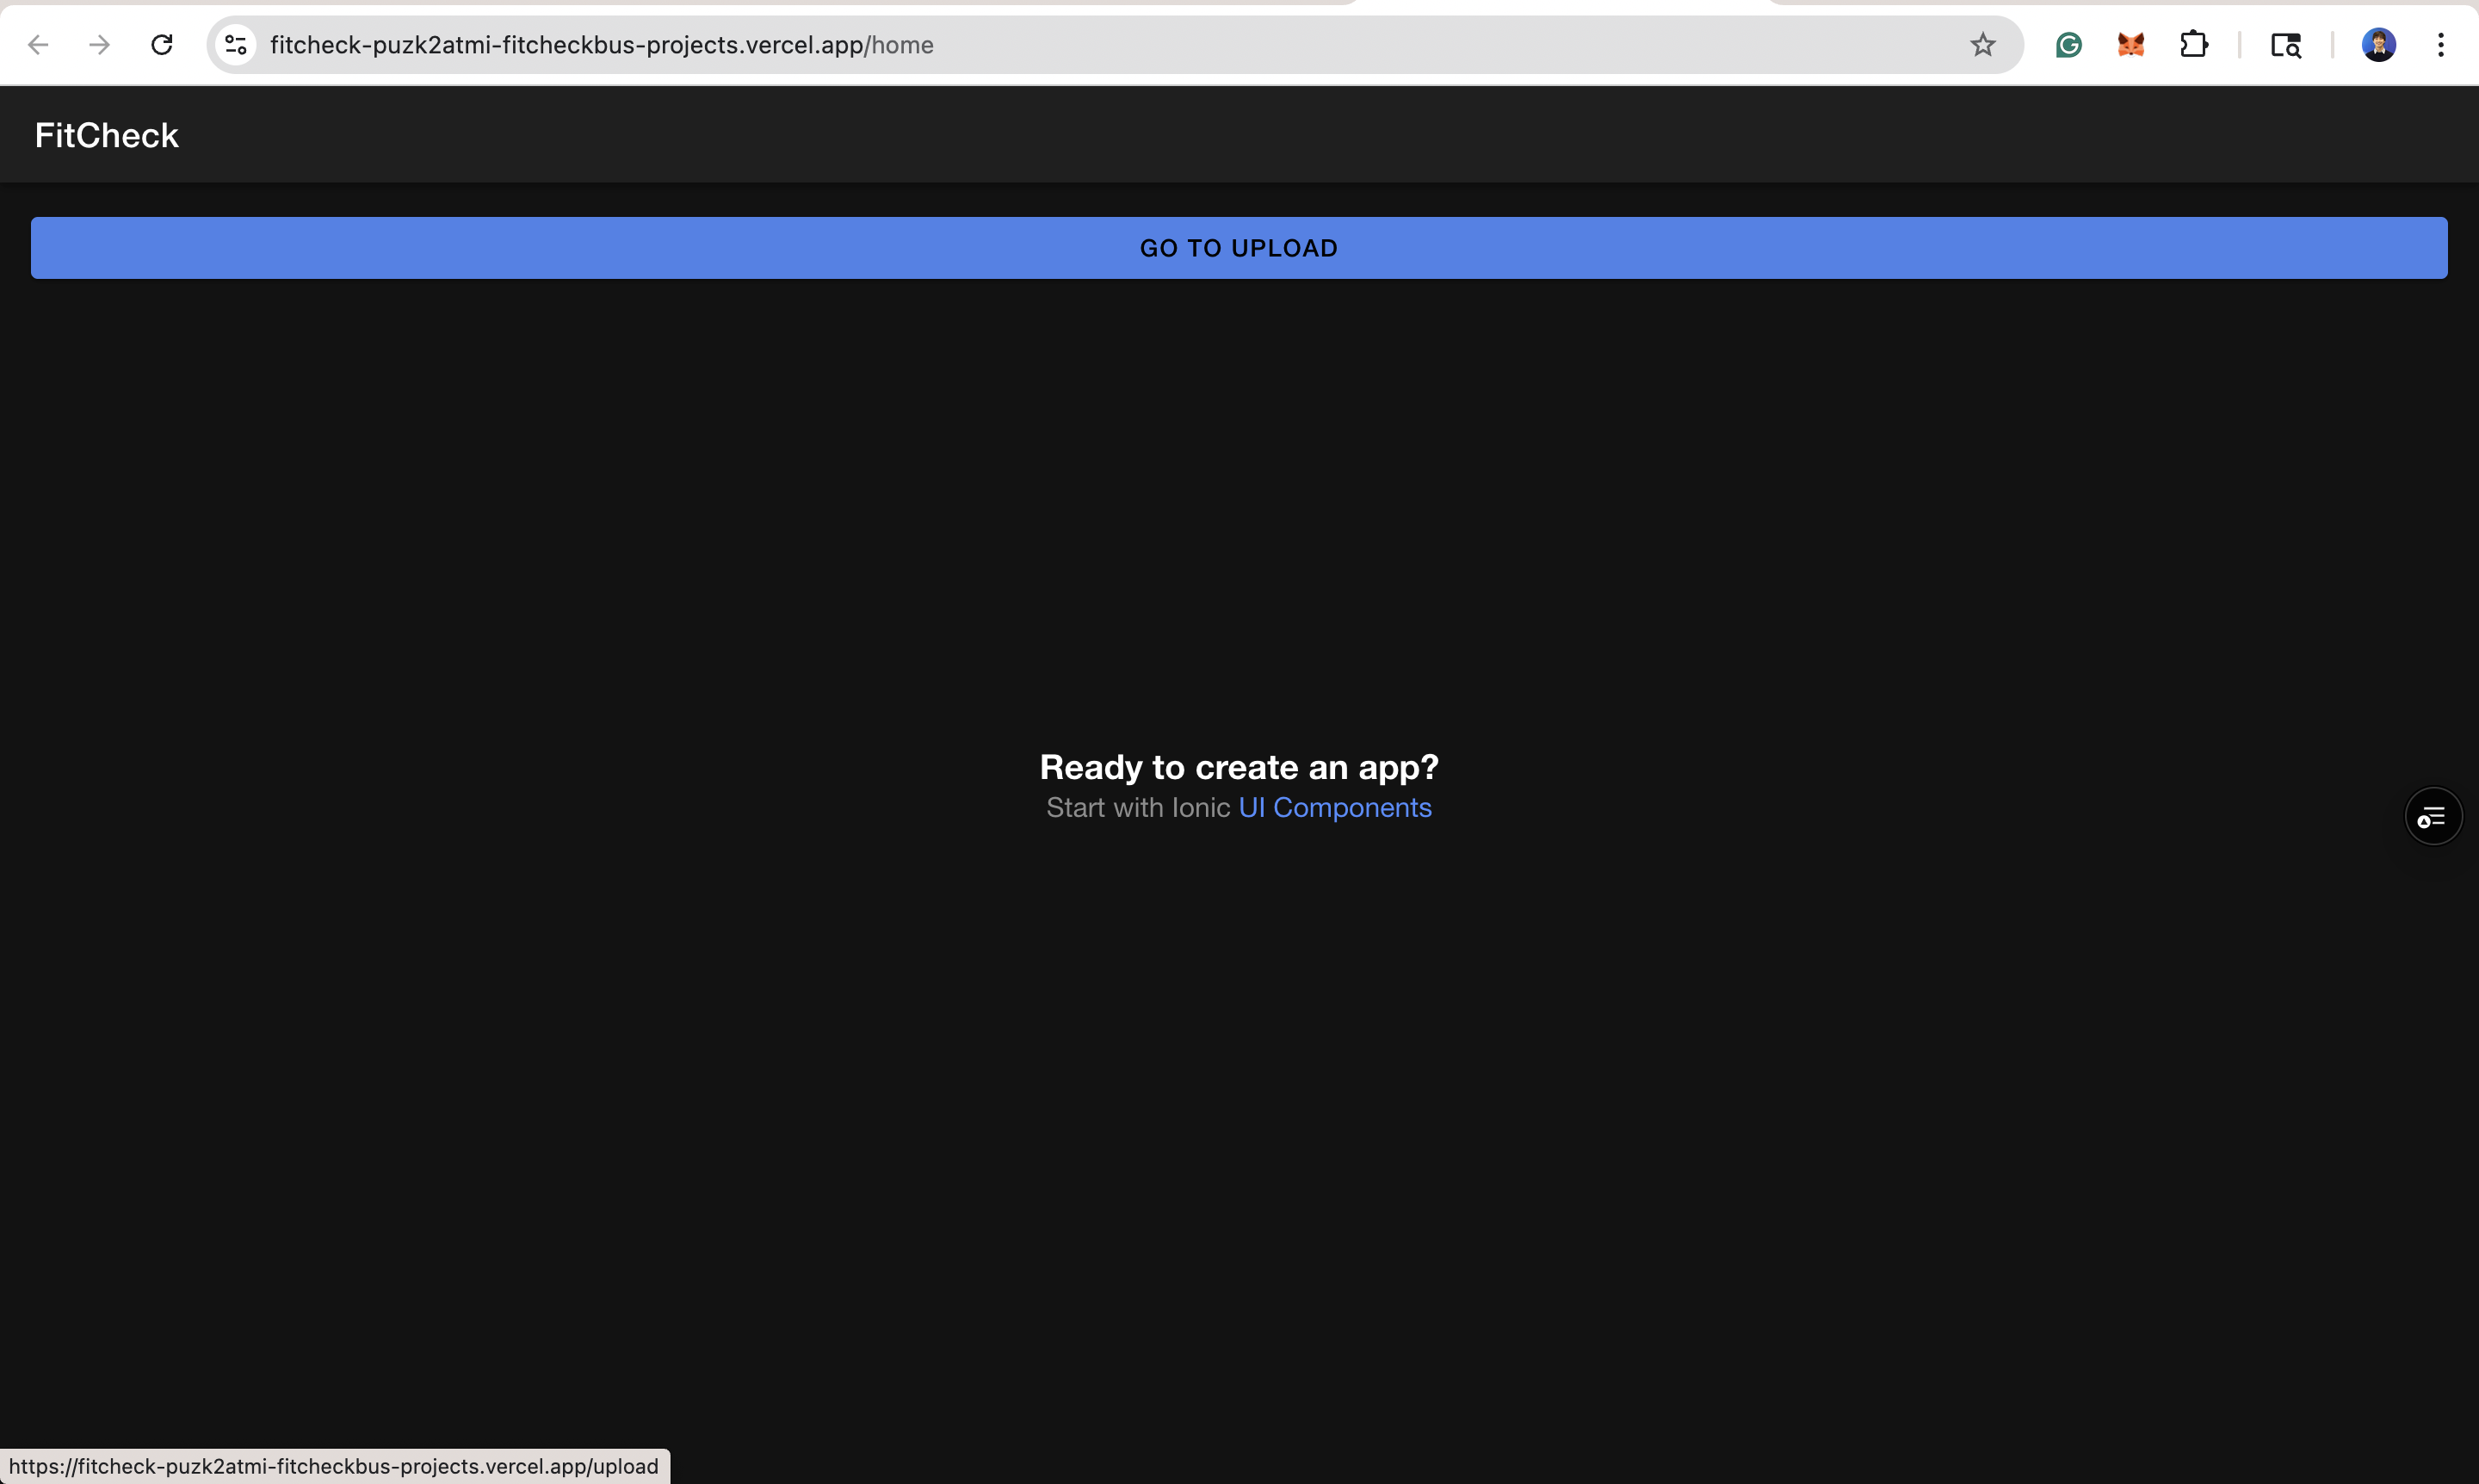 fitcheck-puzk2atmi-fitcheckbus-projects.vercel.app/home
FitCheck
GO TO UPLOAD
Ready to create an app?
Start with Ionic UI Components
https://fitcheck-puzk2atmi-fitcheckbus-projects.vercel.app/upload